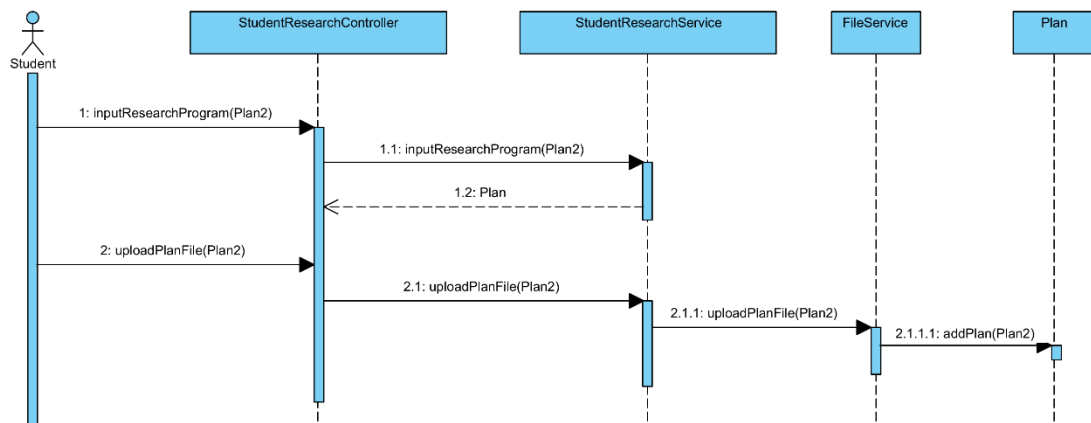 StudentResearchController
StudentResearchService
FileService
Plan
Student
1: inputResearchProgram(Plan2)
1.1: inputResearchProgram(Plan2)
1.2: Plan
2: uploadPlanFile(Plan2)
2.1: uploadPlanFile(Plan2)
2.1.1: uploadPlanFile(Plan2)
2.1.1.1: addPlan(Plan2)